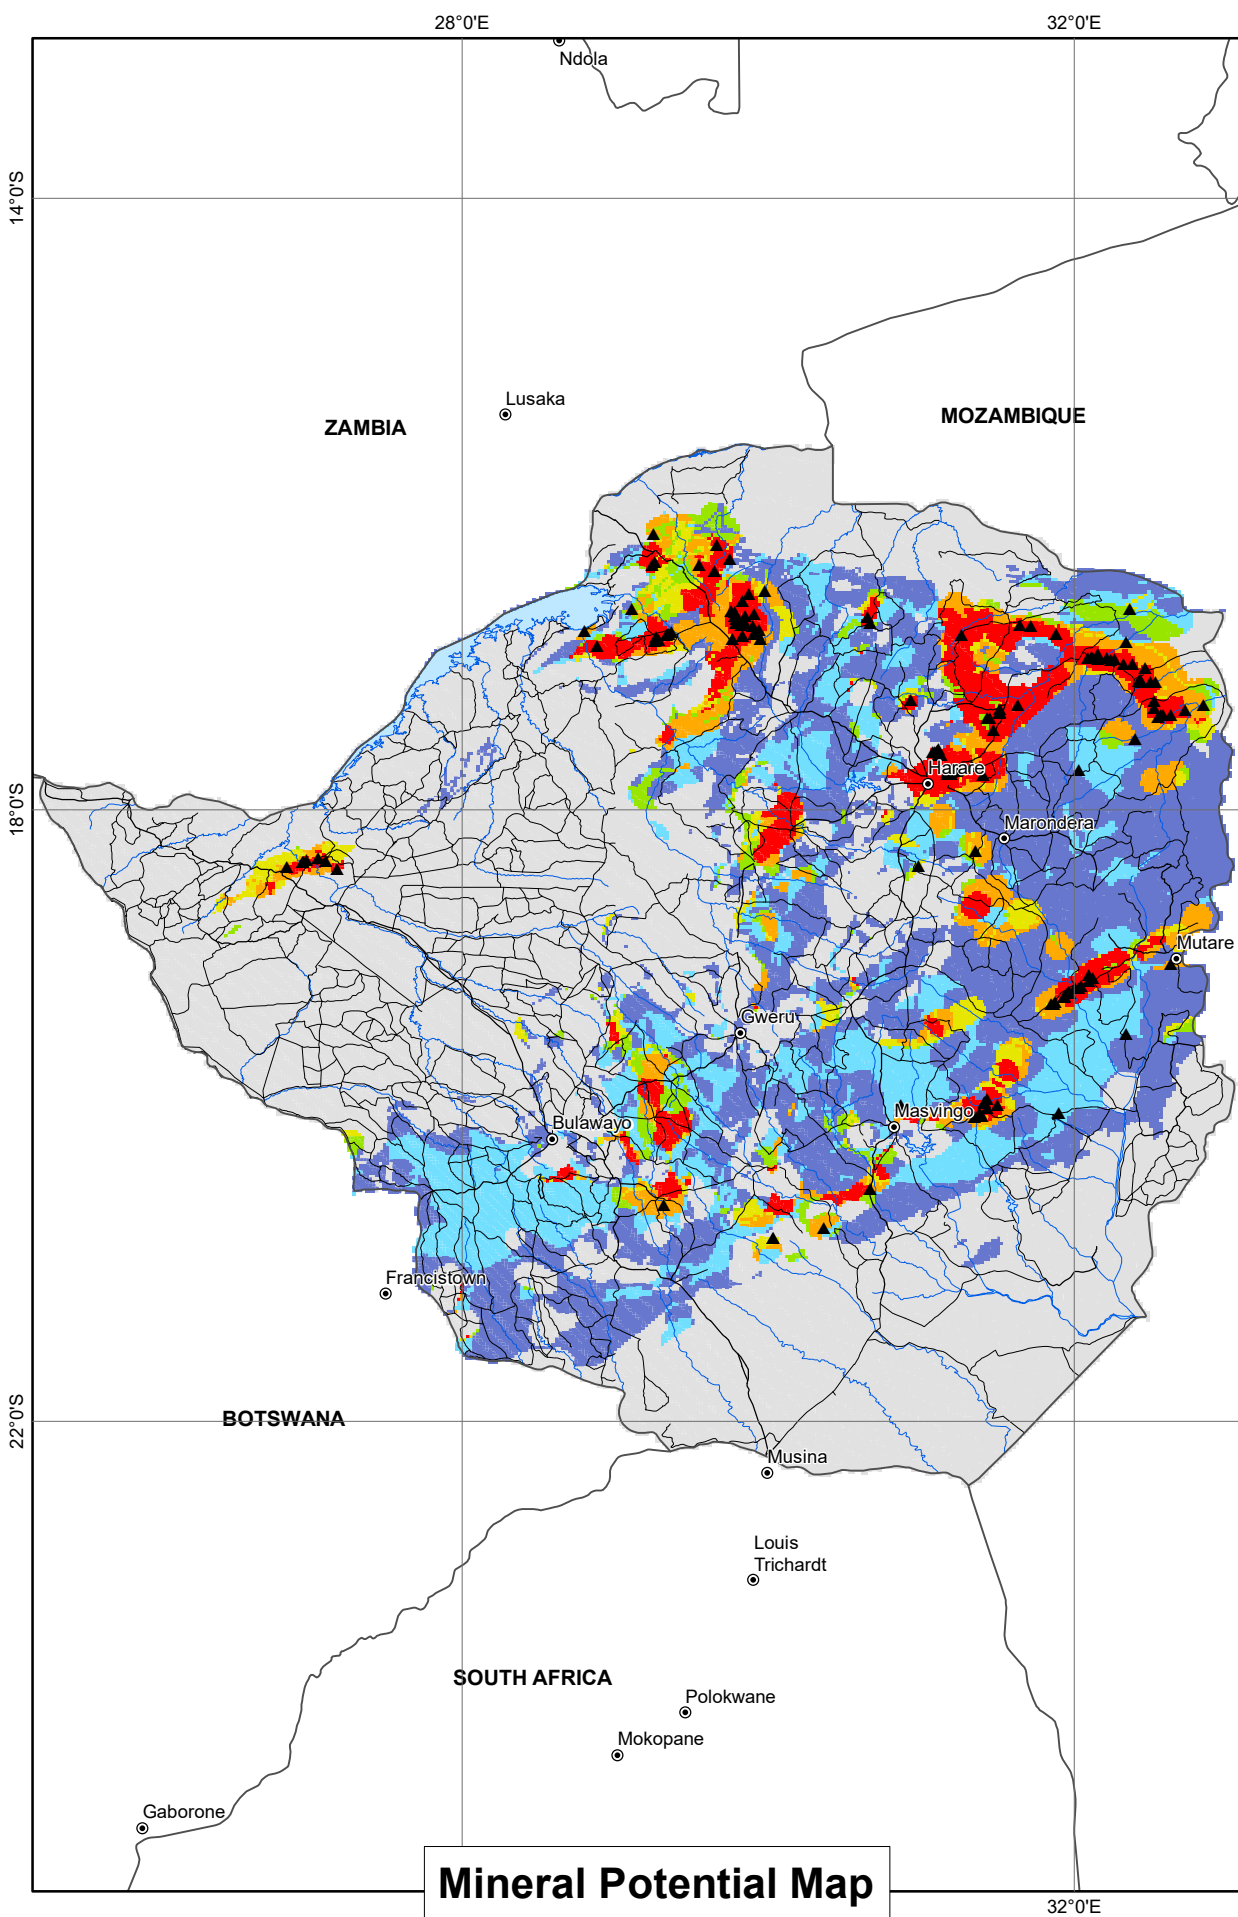 28°0'E
32°0'E
Ndola
14°0'S
Lusaka
ZAMBIA
MOZAMBIQUE
Harare
18°0'S
Marondera
Mutare
Gweru
Masvingo
Bulawayo
Francistown
BOTSWANA
22°0'S
Musina
Louis
Trichardt
SOUTH AFRICA
Polokwane
Mokopane
Gaborone
Mineral Potential Map
32°0'E